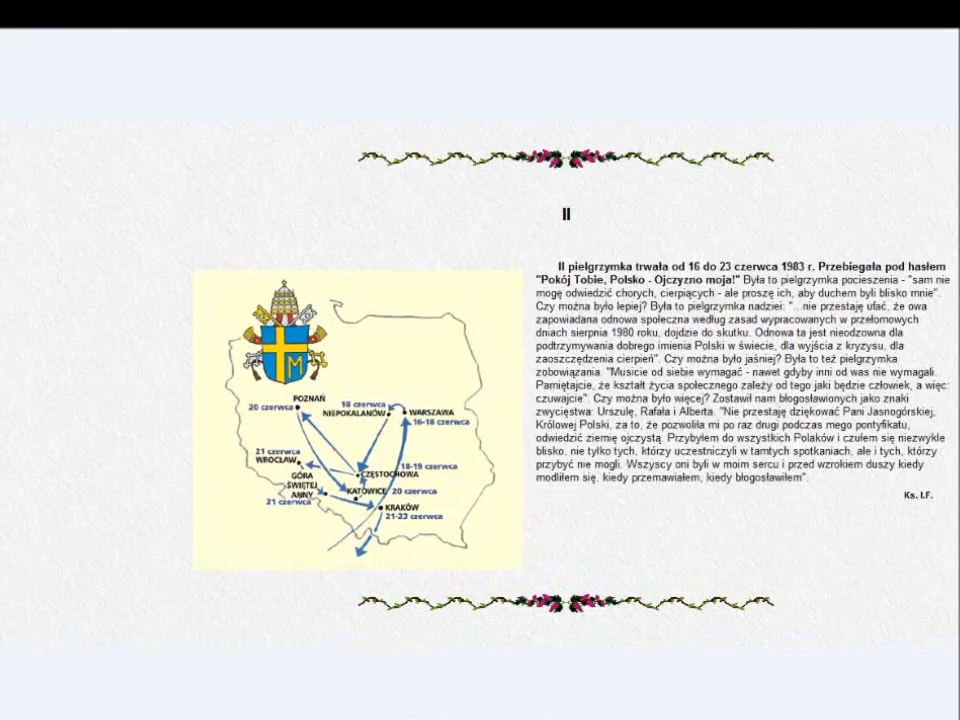 II
POZNAŃ
20 czerwca
18 czerwca
NIEPOKALANÓW
WARSZAWA
16-18 czerwca
21 czerwca
WROCŁAW
GÓRA
ŚWIĘTEJ
ANNY
21 czerwca
18-19 czerwca
CZĘSTOCHOWA
KATOWICE 20 czerwca
KRAKÓW
21-23 czerwca
M
II pielgrzymka trwała od 16 do 23 czerwca 1983 r. Przebiegała pod hasłem
"Pokój Tobie, Polsko - Ojczyzno moja!" Była to pielgrzymka pocieszenia - "sam nie
mogę odwiedzić chorych, cierpiących - ale proszę ich, aby duchem byli blisko mnie".
Czy można było lepiej? Była to pielgrzymka nadziei: "...nie przestaję ufać, że owa
zapowiadana odnowa społeczna według zasad wypracowanych w przełomowych
dniach sierpnia 1980 roku, dojdzie do skutku. Odnowa ta jest nieodzowna dla
podtrzymywania dobrego imienia Polski w świecie, dla wyjścia z kryzysu, dla
zaoszczędzenia cierpień". Czy można było jaśniej? Była to też pielgrzymka
zobowiązania. "Musicie od siebie wymagać - nawet gdyby inni od was nie wymagali.
Pamiętajcie, że kształt życia społecznego zależy od tego jaki będzie człowiek, a więc:
czuwajcie". Czy można było więcej? Zostawił nam błogosławionych jako znaki
zwycięstwa: Urszulę, Rafała i Alberta. "Nie przestaję dziękować Pani Jasnogórskiej,
Królowej Polski, za to, że pozwoliła mi po raz drugi podczas mego pontyfikatu,
odwiedzić ziemię ojczystą. Przybyłem do wszystkich Polaków i czułem się niezwykle
blisko, nie tylko tych, którzy uczestniczyli w tamtych spotkaniach, ale i tych, którzy
przybyć nie mogli. Wszyscy oni byli w moim sercu i przed wzrokiem duszy kiedy
modliłem się, kiedy przemawiałem, kiedy błogosławiłem".
Ks. I.F.